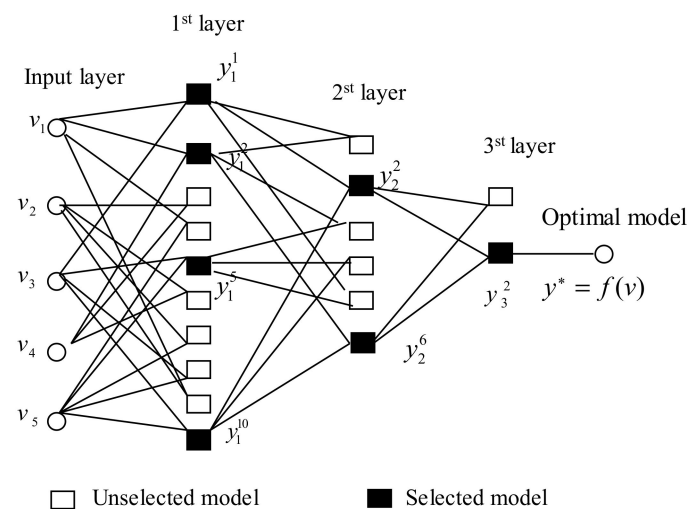 1st layer
y₁¹
Input layer
2st layer
v₁
y₁²
3st layer
y₂²
v₂
Optimal model
v₃
y₁⁵
y₃²
y* = f(v)
v₄
y₂⁶
v₅
y₁¹⁰
Unselected model
Selected model